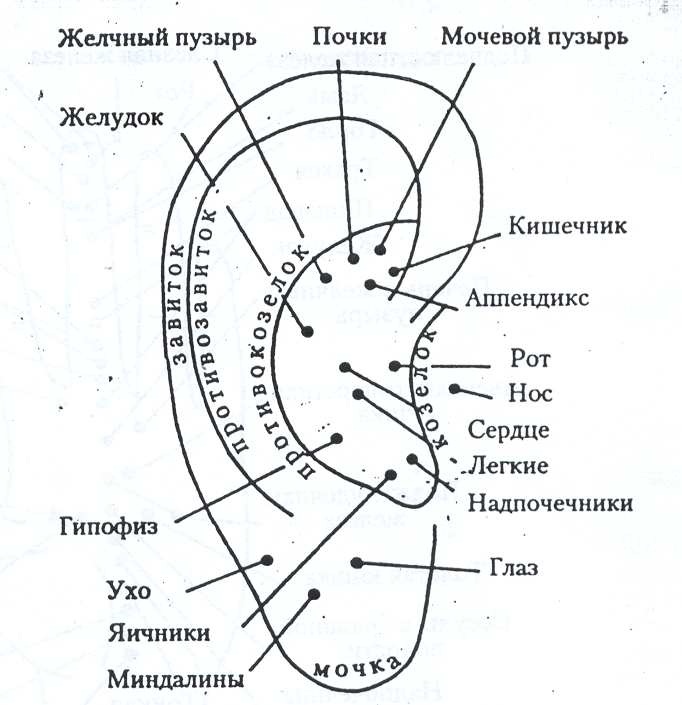 Желчный пузырь
Почки
Мочевой пузырь
Желудок
Кишечник
Аппендикс
завиток
противозавиток
противокозелок
козелок
Рот
Нос
Сердце
Легкие
Надпочечники
Гипофиз
Глаз
Ухо
Яичники
Миндалины
мочка